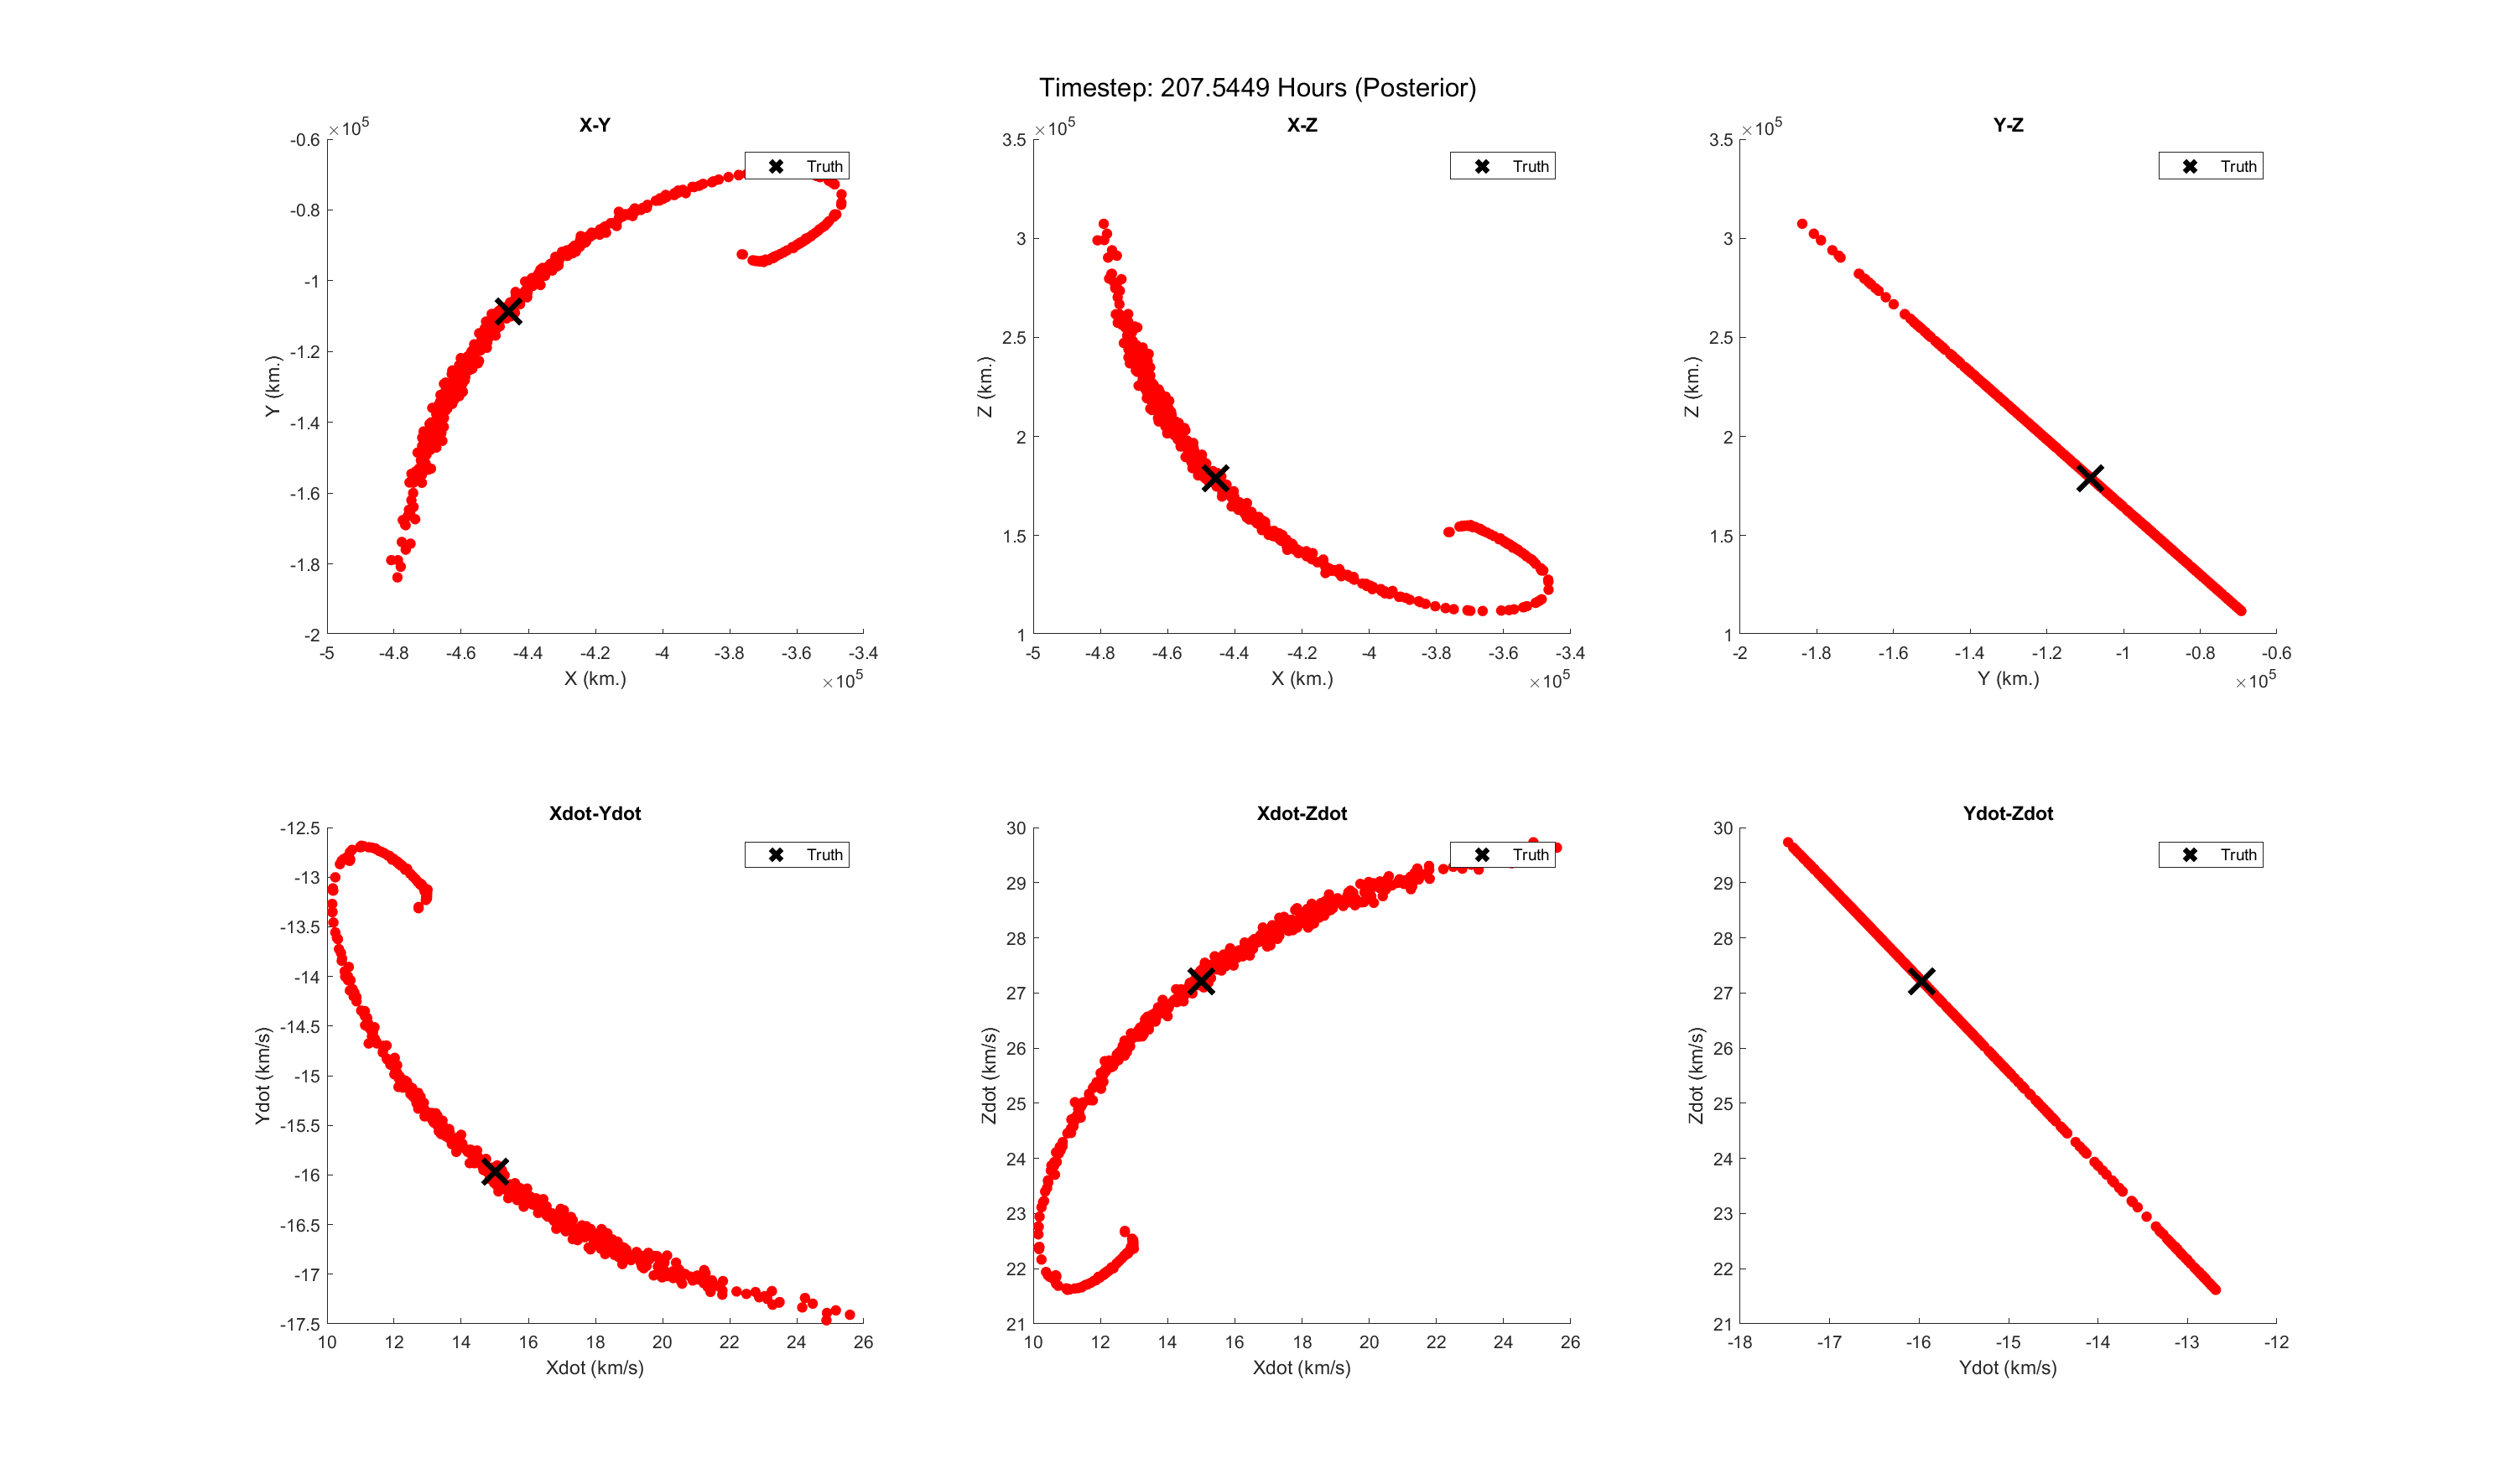 Timestep: 207.5449 Hours (Posterior)
X-Y
×10^5
-0.6
-0.8
-1
-1.2
-1.4
-1.6
-1.8
-2
Y (km.)
Truth
-5 -4.8 -4.6 -4.4 -4.2 -4 -3.8 -3.6 -3.4
X (km.)
×10^5
X-Z
×10^5
3.5
3
2.5
2
1.5
1
Z (km.)
Truth
-5 -4.8 -4.6 -4.4 -4.2 -4 -3.8 -3.6 -3.4
X (km.)
×10^5
Y-Z
×10^5
3.5
3
2.5
2
1.5
1
Z (km.)
Truth
-2 -1.8 -1.6 -1.4 -1.2 -1 -0.8 -0.6
Y (km.)
×10^5
Xdot-Ydot
-12.5
-13
-13.5
-14
-14.5
-15
-15.5
-16
-16.5
-17
-17.5
Ydot (km/s)
Truth
10 12 14 16 18 20 22 24 26
Xdot (km/s)
Xdot-Zdot
30
29
28
27
26
25
24
23
22
21
Zdot (km/s)
Truth
10 12 14 16 18 20 22 24 26
Xdot (km/s)
Ydot-Zdot
30
29
28
27
26
25
24
23
22
21
Zdot (km/s)
Truth
-18 -17 -16 -15 -14 -13 -12
Ydot (km/s)